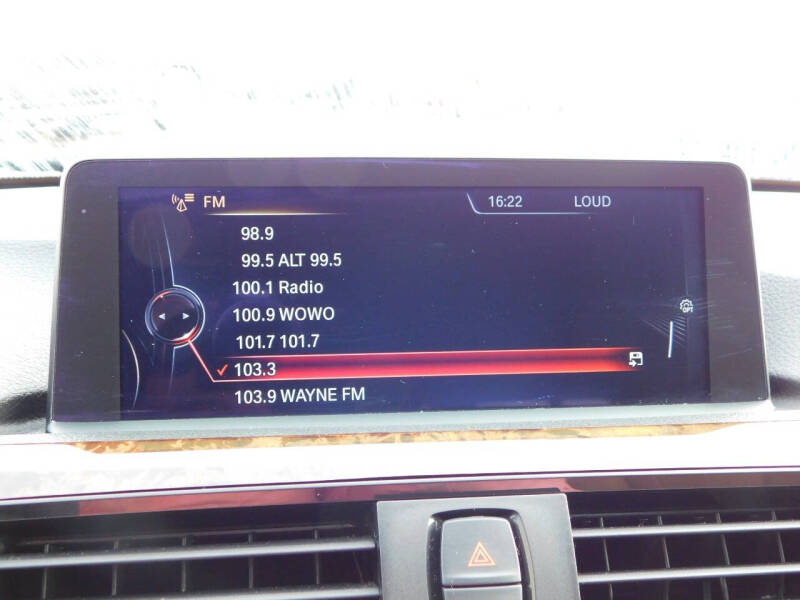 FM 16:22 LOUD
98.9
99.5 ALT 99.5
100.1 Radio
100.9 WOWO
101.7 101.7
103.3
103.9 WAYNE FM
OPT